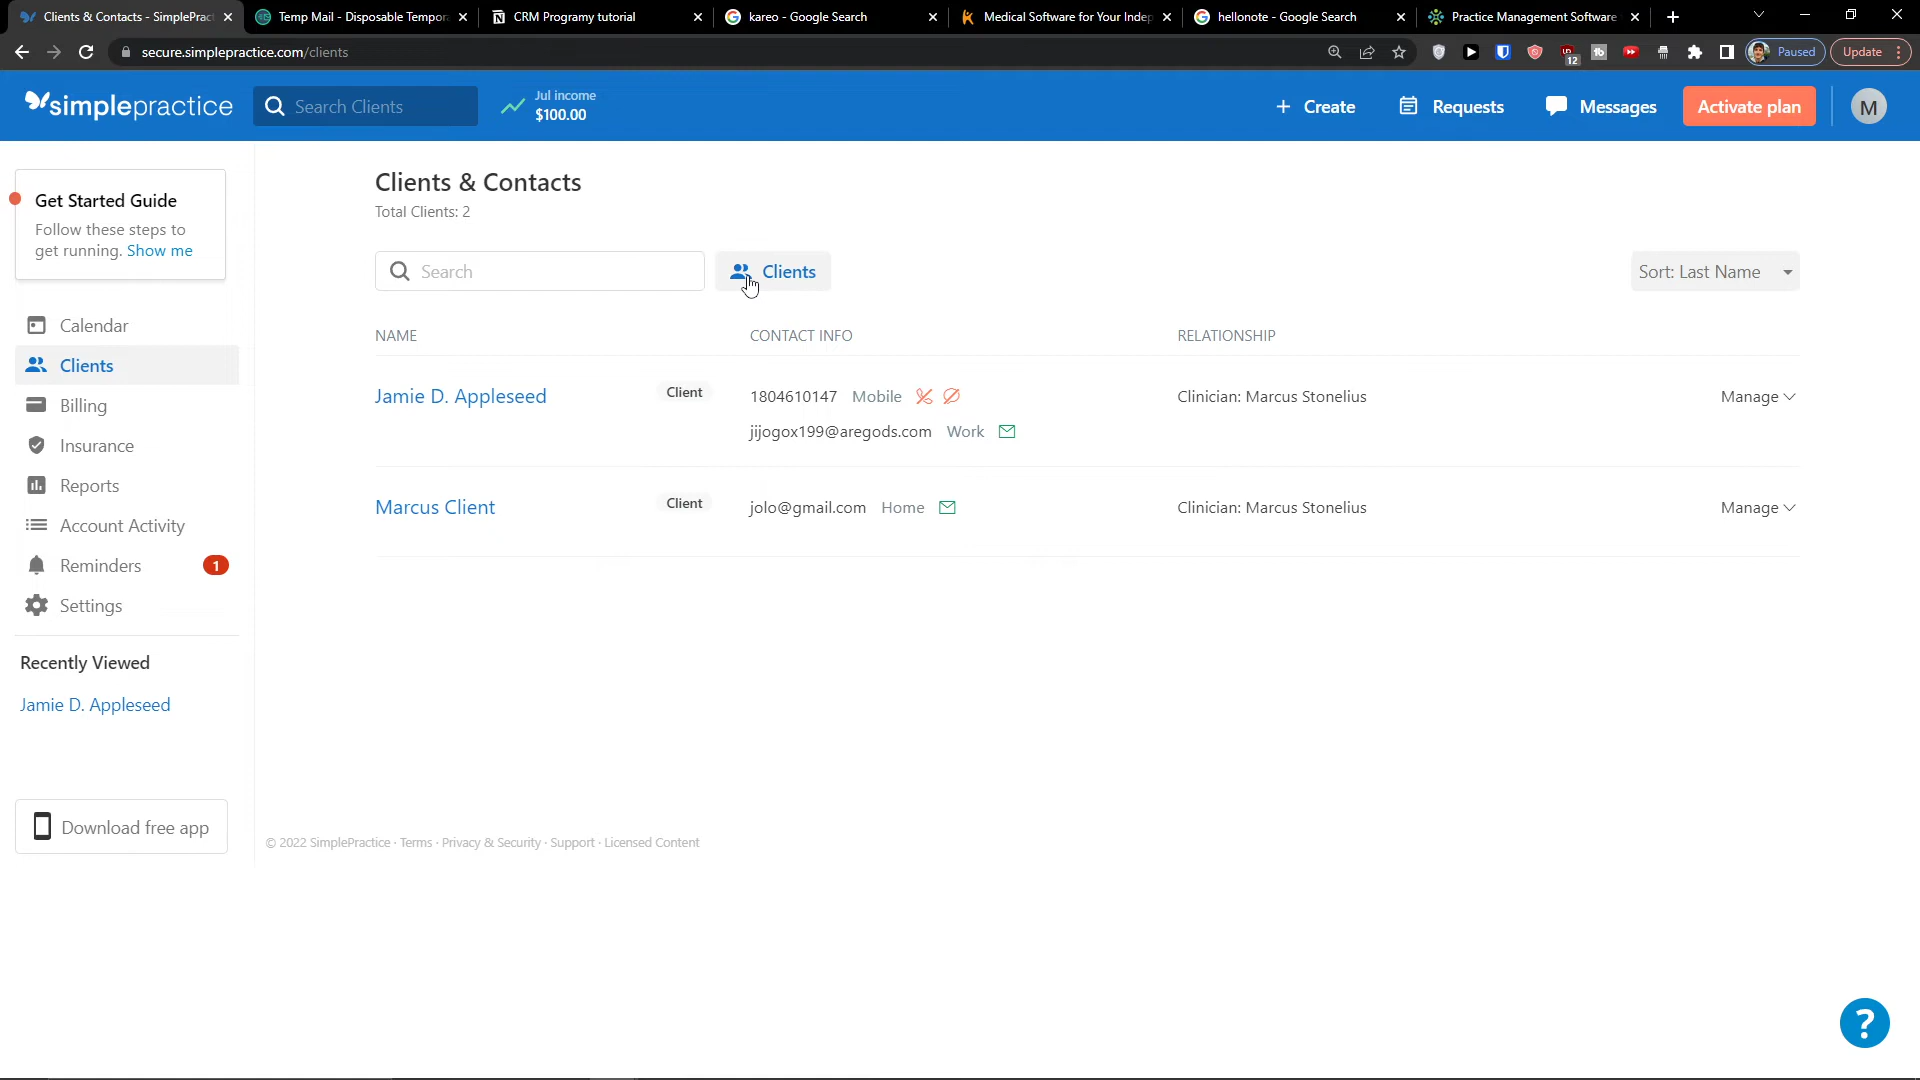 Clients & Contacts - SimplePract
Temp Mail - Disposable Tempora
CRM Programy tutorial
kareo - Google Search
Medical Software for Your Indep
hellonote - Google Search
Practice Management Software
secure.simplepractice.com/clients
12
Paused
Update
simplepractice
Search Clients
Jul income
$100.00
Create
Requests
Messages
Activate plan
M
Get Started Guide
Follow these steps to
get running. Show me
Calendar
Clients
Billing
Insurance
Reports
Account Activity
Reminders
1
Settings
Recently Viewed
Jamie D. Appleseed
Download free app
Clients & Contacts
Total Clients: 2
Search
Clients
Sort: Last Name
NAME
CONTACT INFO
RELATIONSHIP
Jamie D. Appleseed
Client
1804610147 Mobile
Clinician: Marcus Stonelius
Manage
jijogox199@aregods.com Work
Marcus Client
Client
jolo@gmail.com Home
Clinician: Marcus Stonelius
Manage
© 2022 SimplePractice · Terms · Privacy & Security · Support · Licensed Content
?